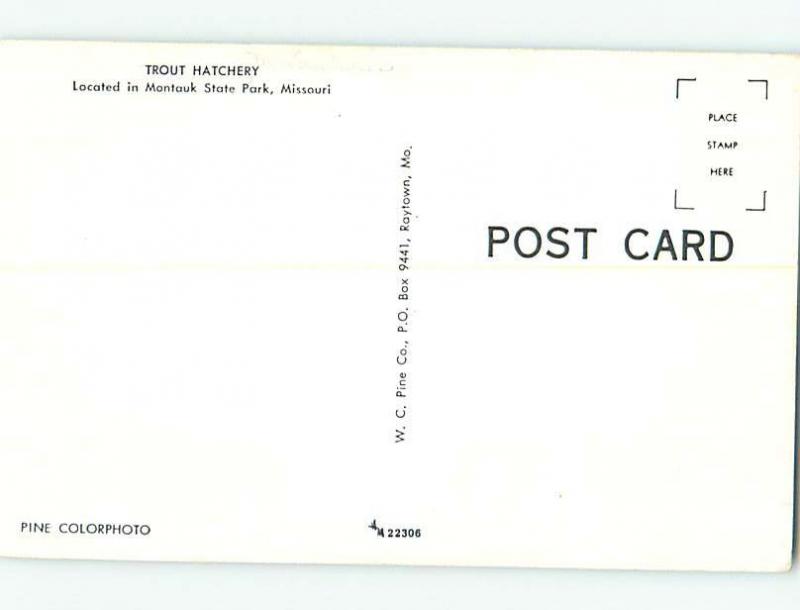 TROUT HATCHERY
Located in Montauk State Park, Missouri
PLACE
STAMP
HERE
POST CARD
W. C. Pine Co., P.O. Box 9441, Raytown, Mo.
PINE COLORPHOTO
22306